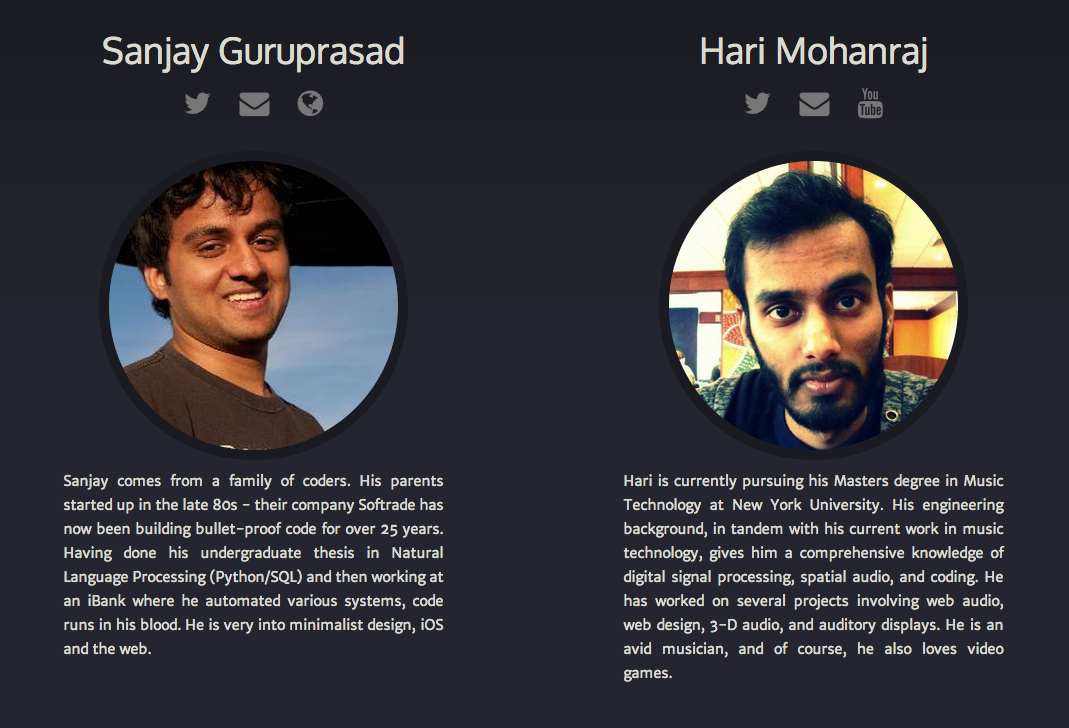 Sanjay Guruprasad
Sanjay comes from a family of coders. His parents
started up in the late 80s - their company Softrade has
now been building bullet-proof code for over 25 years.
Having done his undergraduate thesis in Natural
Language Processing (Python/SQL) and then working at
an iBank where he automated various systems, code
runs in his blood. He is very into minimalist design, iOS
and the web.
Hari Mohanraj
You
Tube
Hari is currently pursuing his Masters degree in Music
Technology at New York University. His engineering
background, in tandem with his current work in music
technology, gives him a comprehensive knowledge of
digital signal processing, spatial audio, and coding. He
has worked on several projects involving web audio,
web design, 3-D audio, and auditory displays. He is an
avid musician, and of course, he also loves video
games.